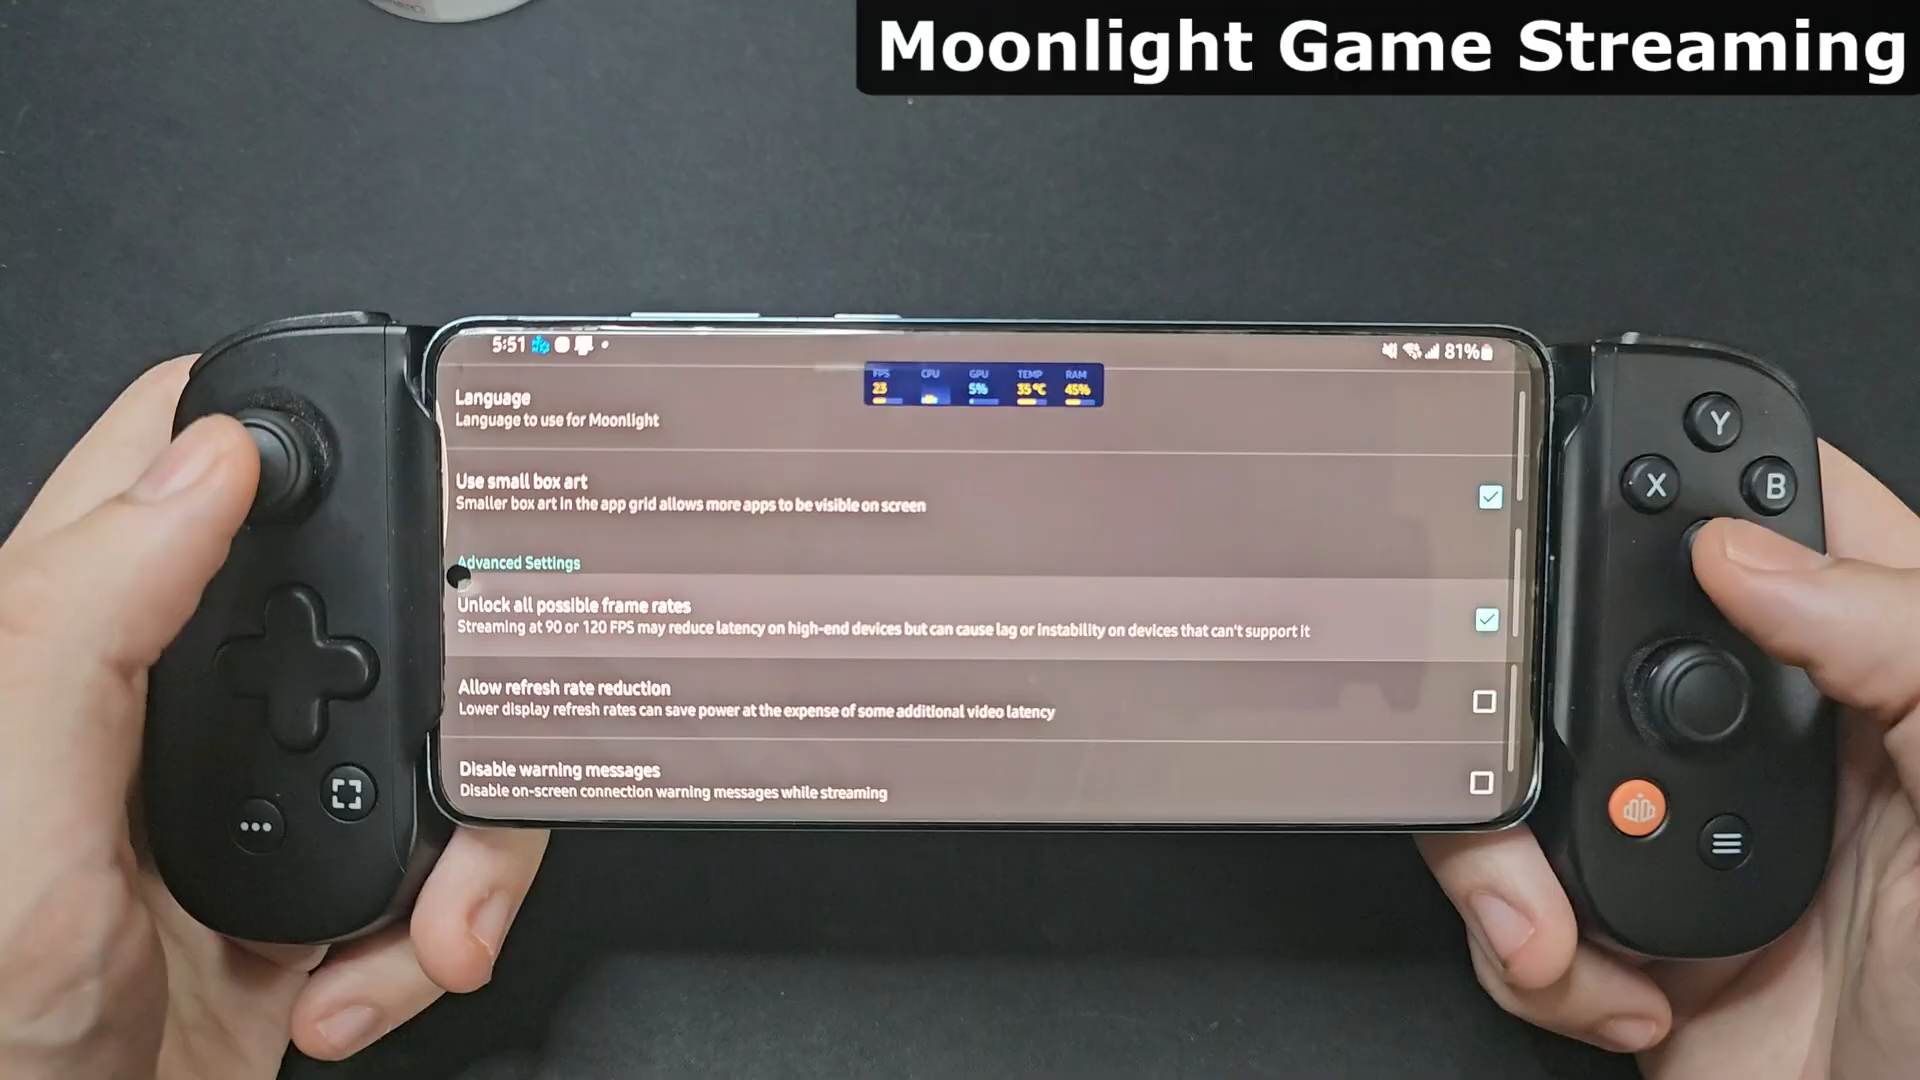 Moonlight Game Streaming
5:51
81%
FPS CPU GPU TEMP RAM
23 5% 35°C 45%
Language
Language to use for Moonlight
Use small box art
Smaller box art in the app grid allows more apps to be visible on screen
Advanced Settings
Unlock all possible frame rates
Streaming at 90 or 120 FPS may reduce latency on high-end devices but can cause lag or instability on devices that can't support it
Allow refresh rate reduction
Lower display refresh rates can save power at the expense of some additional video latency
Disable warning messages
Disable on-screen connection warning messages while streaming
Y
X
B